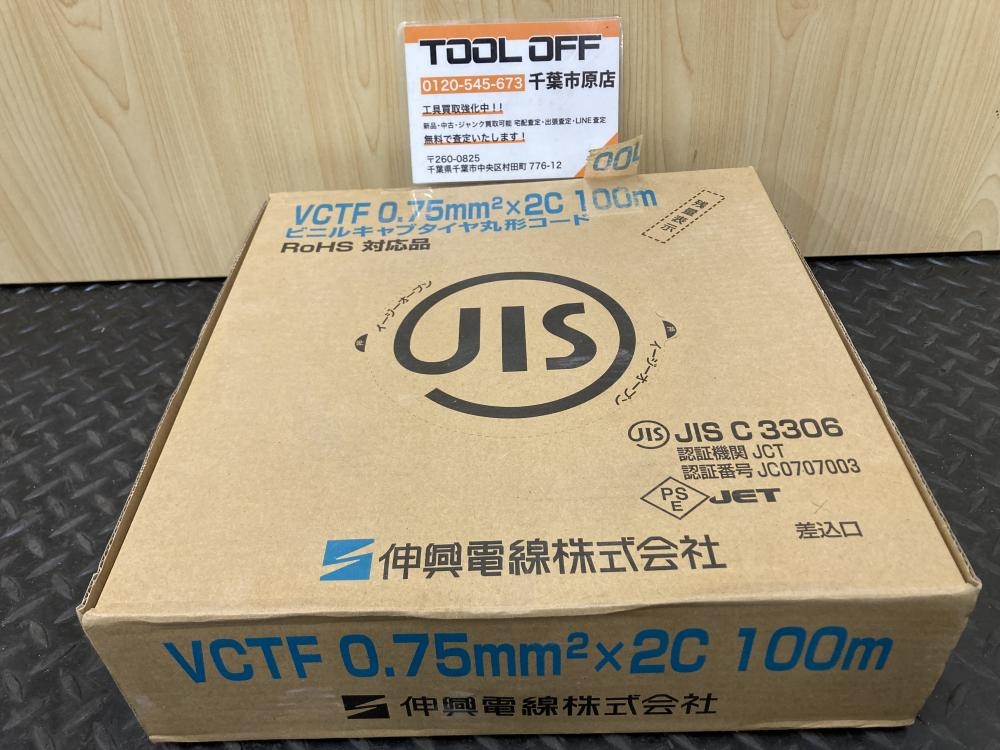 TOOL OFF
0120-545-673 千葉市原店
工具買取強化中！！
新品・中古・ジャンク買取可能 宅配査定・出張査定・LINE査定
無料で査定いたします！
〒260-0825
千葉県千葉市中央区村田町 776-12
OOL
VCTF 0.75mm²×2C 100m
ビニルキャブタイヤ丸形コード
RoHS 対応品
残量表示
イージーオープン
JIS
イージーオープン
JIS JIS C 3306
認証機関 JCT
認証番号 JC0707003
PS E JET
差込口
伸興電線株式会社
VCTF 0.75mm²×2C 100m
伸興電線株式会社